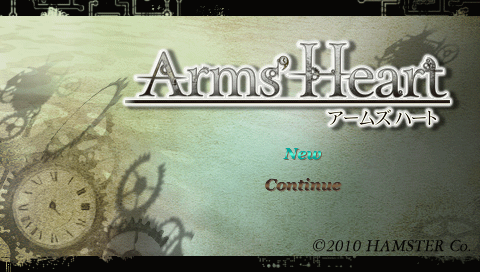 Arms' Heart
アームズ ハート
New
Continue
©2010 HAMSTER Co.